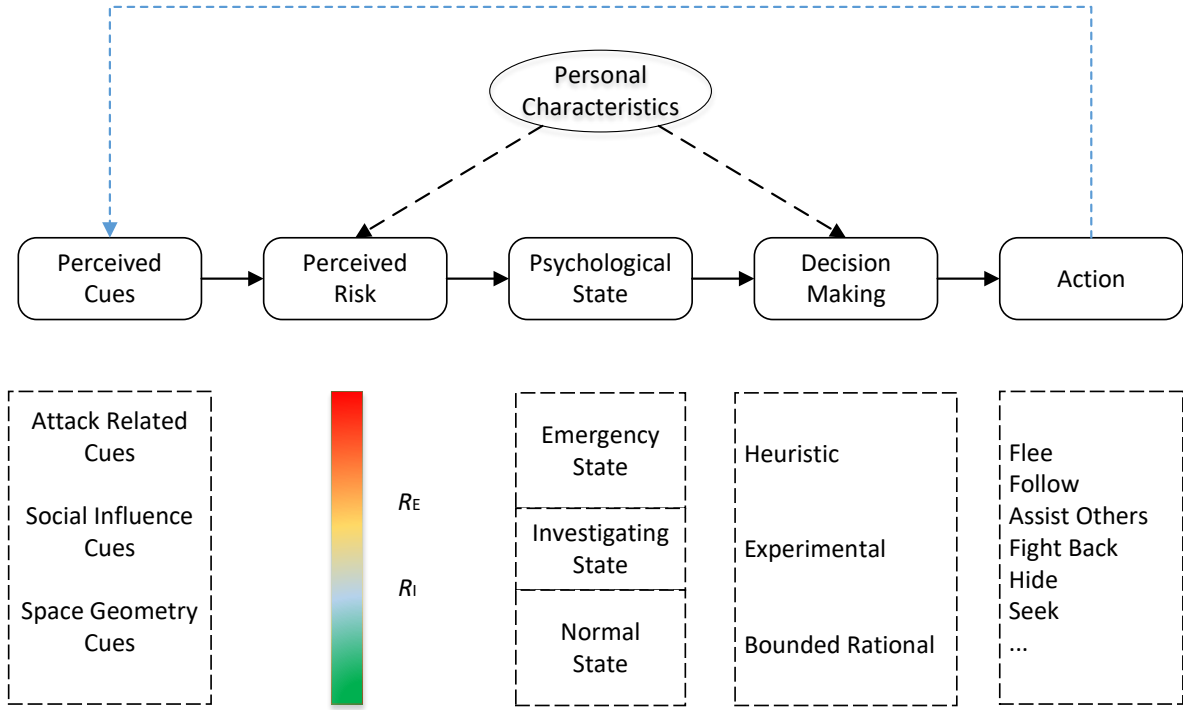 Personal
Characteristics
Perceived
Cues
Perceived
Risk
Psychological
State
Decision
Making
Action
Attack Related
Cues
Social Influence
Cues
Space Geometry
Cues
RE
RI
Emergency
State
Investigating
State
Normal
State
Heuristic
Experimental
Bounded Rational
Flee
Follow
Assist Others
Fight Back
Hide
Seek
...